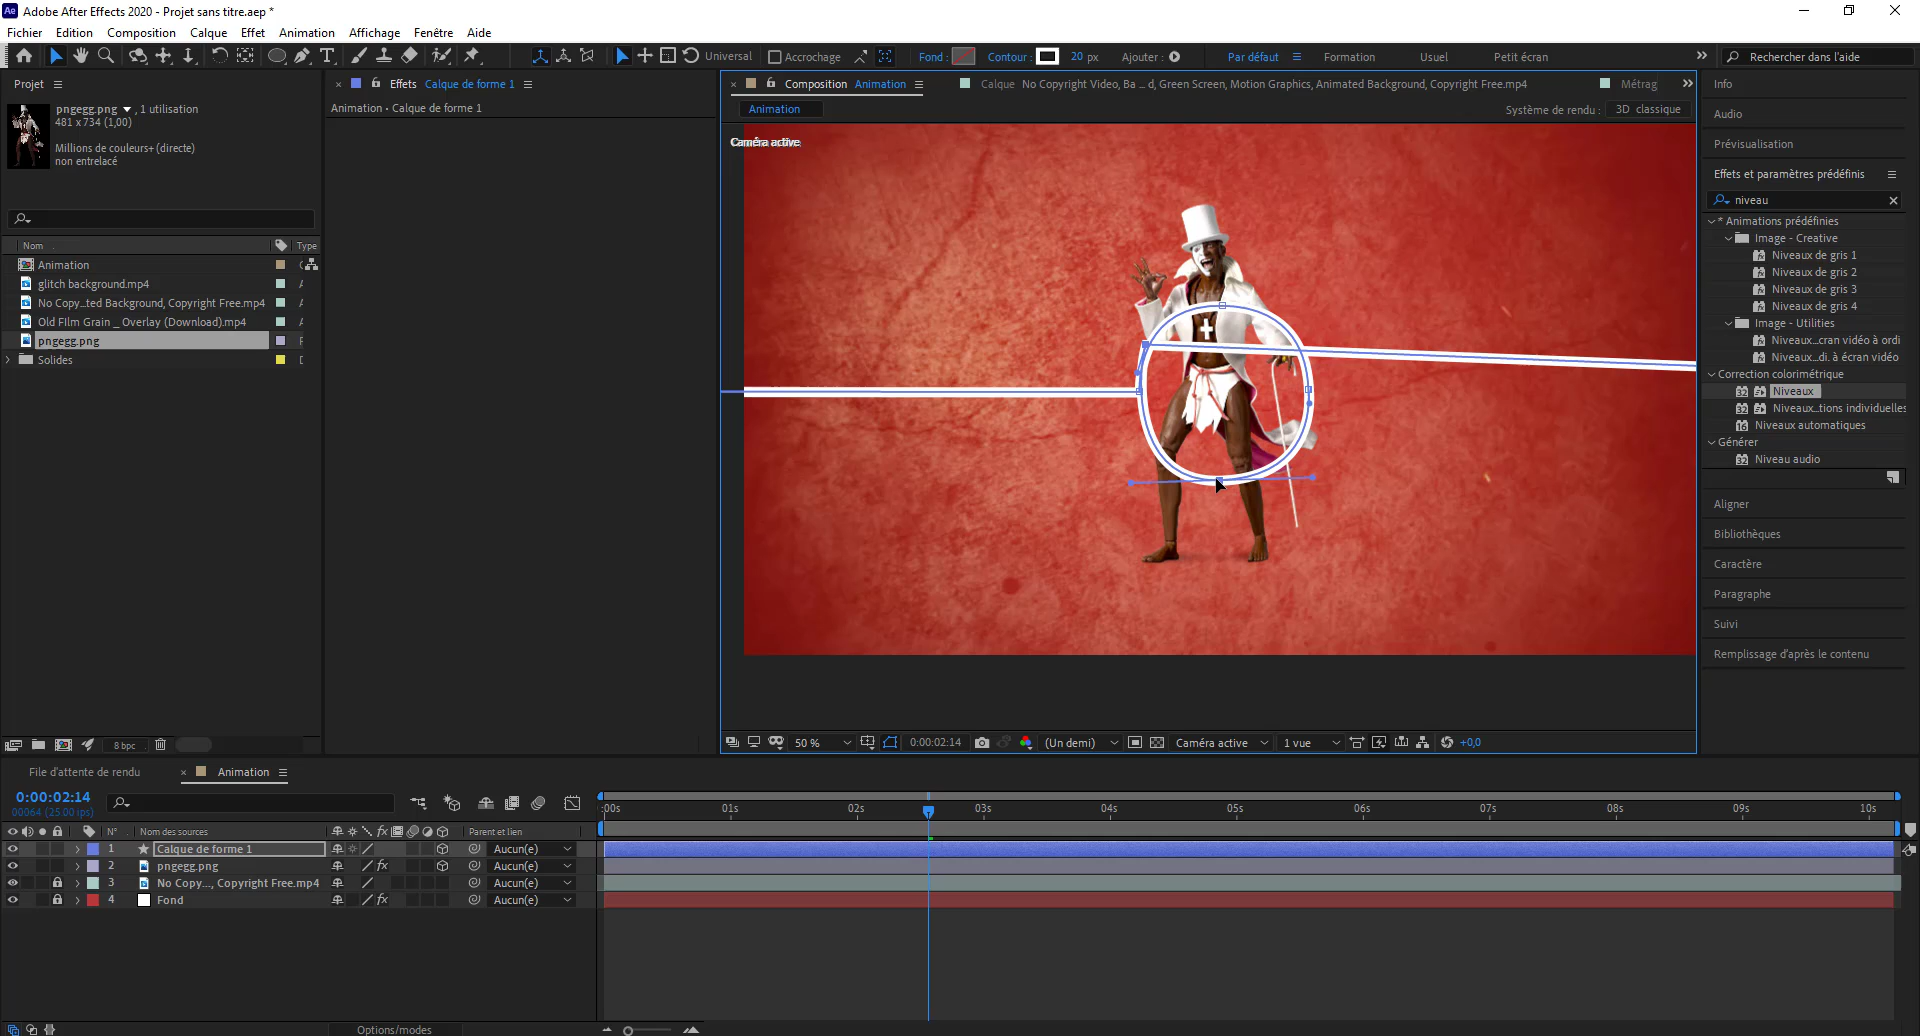 Adobe After Effects 2020 - Projet sans titre.aep *
Fichier Edition Composition Calque Effet Animation Affichage Fenêtre Aide
Universal Accrochage Fond : Contour : 20 px Ajouter : Par défaut Formation Usuel Petit écran Rechercher dans l'aide
Projet
pngegg.png , 1 utilisation
481 x 734 (1,00)
Millions de couleurs+ (directe)
non entrelacé
Nom Type
Animation
glitch background.mp4
No Copy...ted Background, Copyright Free.mp4
Old FIlm Grain _ Overlay (Download).mp4
pngegg.png
Solides
8 bpc
Effets Calque de forme 1
Animation • Calque de forme 1
Composition Animation Calque No Copyright Video, Ba ... d, Green Screen, Motion Graphics, Animated Background, Copyright Free.mp4 Métrag
Animation
Système de rendu : 3D classique
Caméra active
50 % 0:00:02:14 (Un demi) Caméra active 1 vue +0,0
Info
Audio
Prévisualisation
Effets et paramètres prédéfinis
niveau
* Animations prédéfinies
Image - Creative
Niveaux de gris 1
Niveaux de gris 2
Niveaux de gris 3
Niveaux de gris 4
Image - Utilities
Niveaux...cran vidéo à ordi
Niveaux...di. à écran vidéo
Correction colorimétrique
32 Niveaux
32 Niveaux...tions individuelles
16 Niveaux automatiques
Générer
32 Niveau audio
Aligner
Bibliothèques
Caractère
Paragraphe
Suivi
Remplissage d'après le contenu
File d'attente de rendu Animation
0:00:02:14
00064 (25.00 ips)
:00s 01s 02s 03s 04s 05s 06s 07s 08s 09s 10s
N° Nom des sources Parent et lien
1 Calque de forme 1 Aucun(e)
2 pngegg.png Aucun(e)
3 No Copy..., Copyright Free.mp4 Aucun(e)
4 Fond Aucun(e)
Options/modes